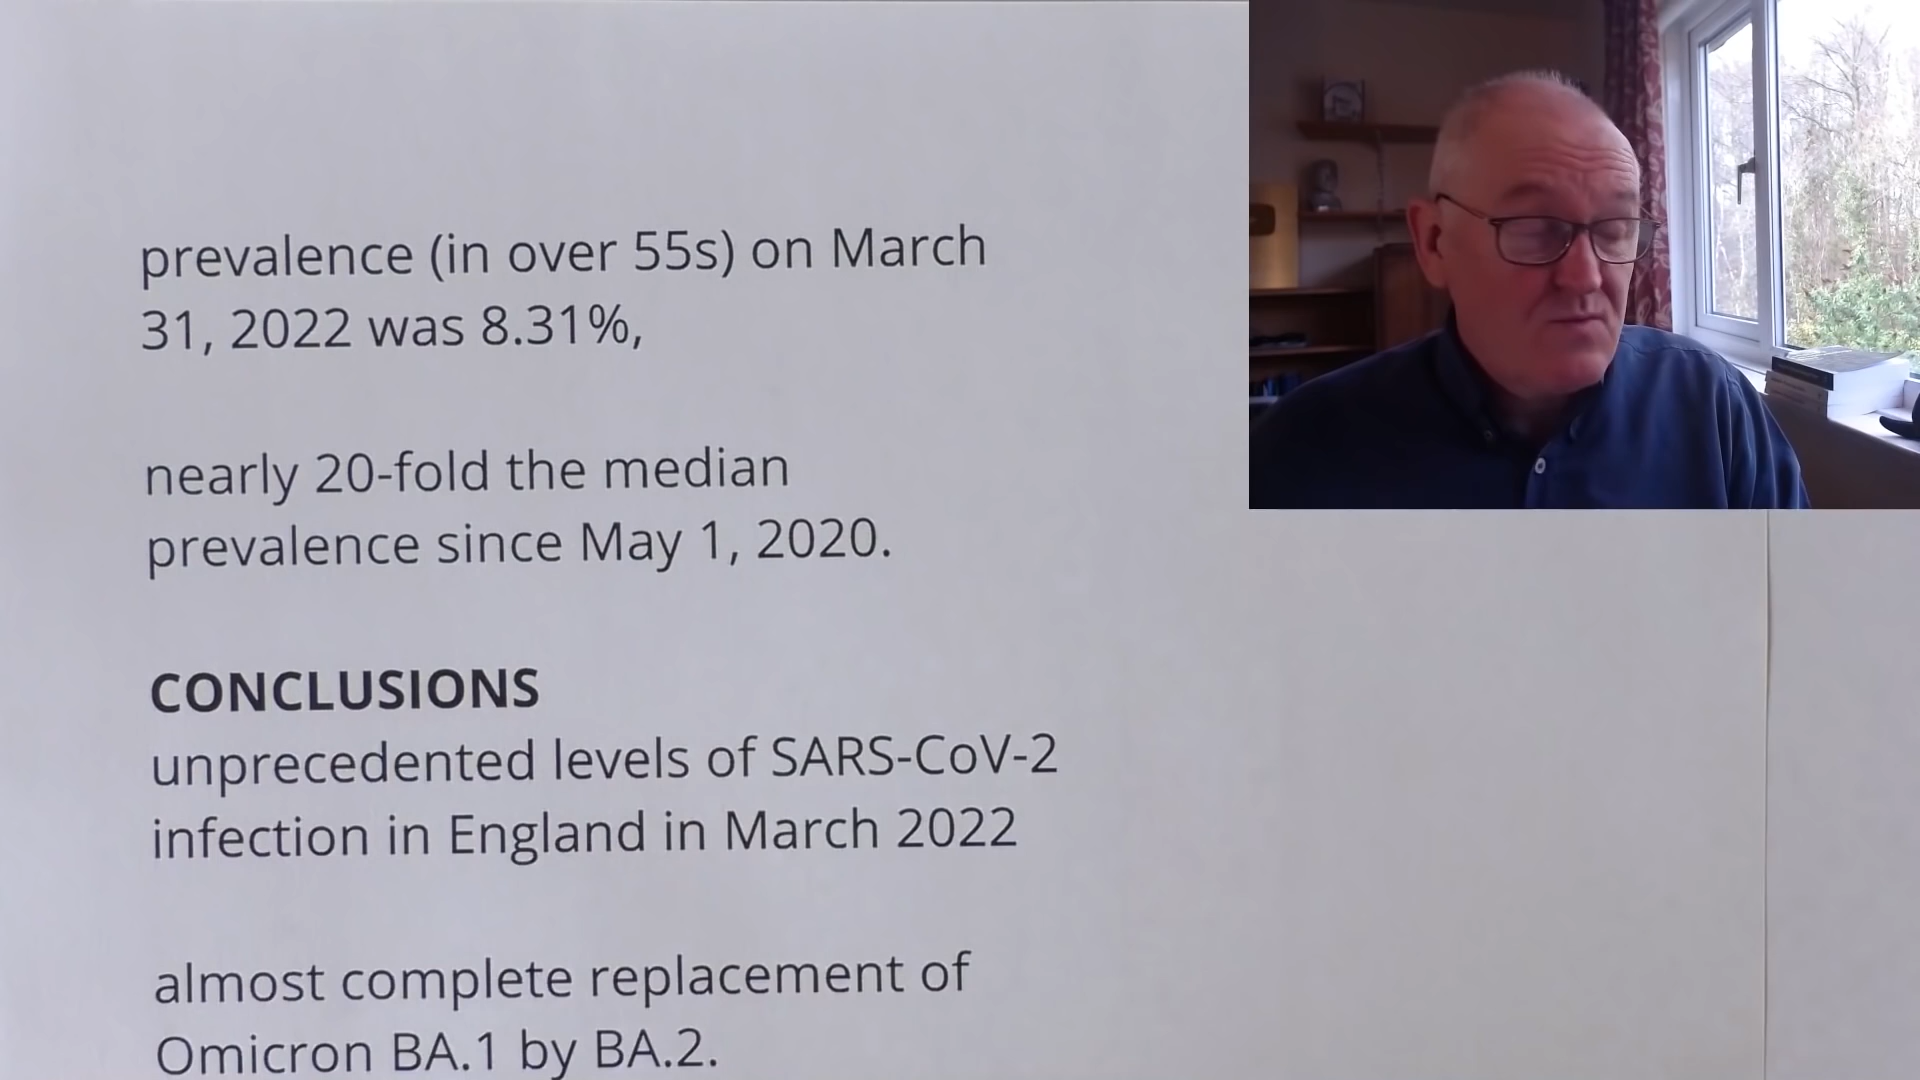 prevalence (in over 55s) on March
31, 2022 was 8.31%,
nearly 20-fold the median
prevalence since May 1, 2020.
CONCLUSIONS
unprecedented levels of SARS-CoV-2
infection in England in March 2022
almost complete replacement of
Omicron BA.1 by BA.2.